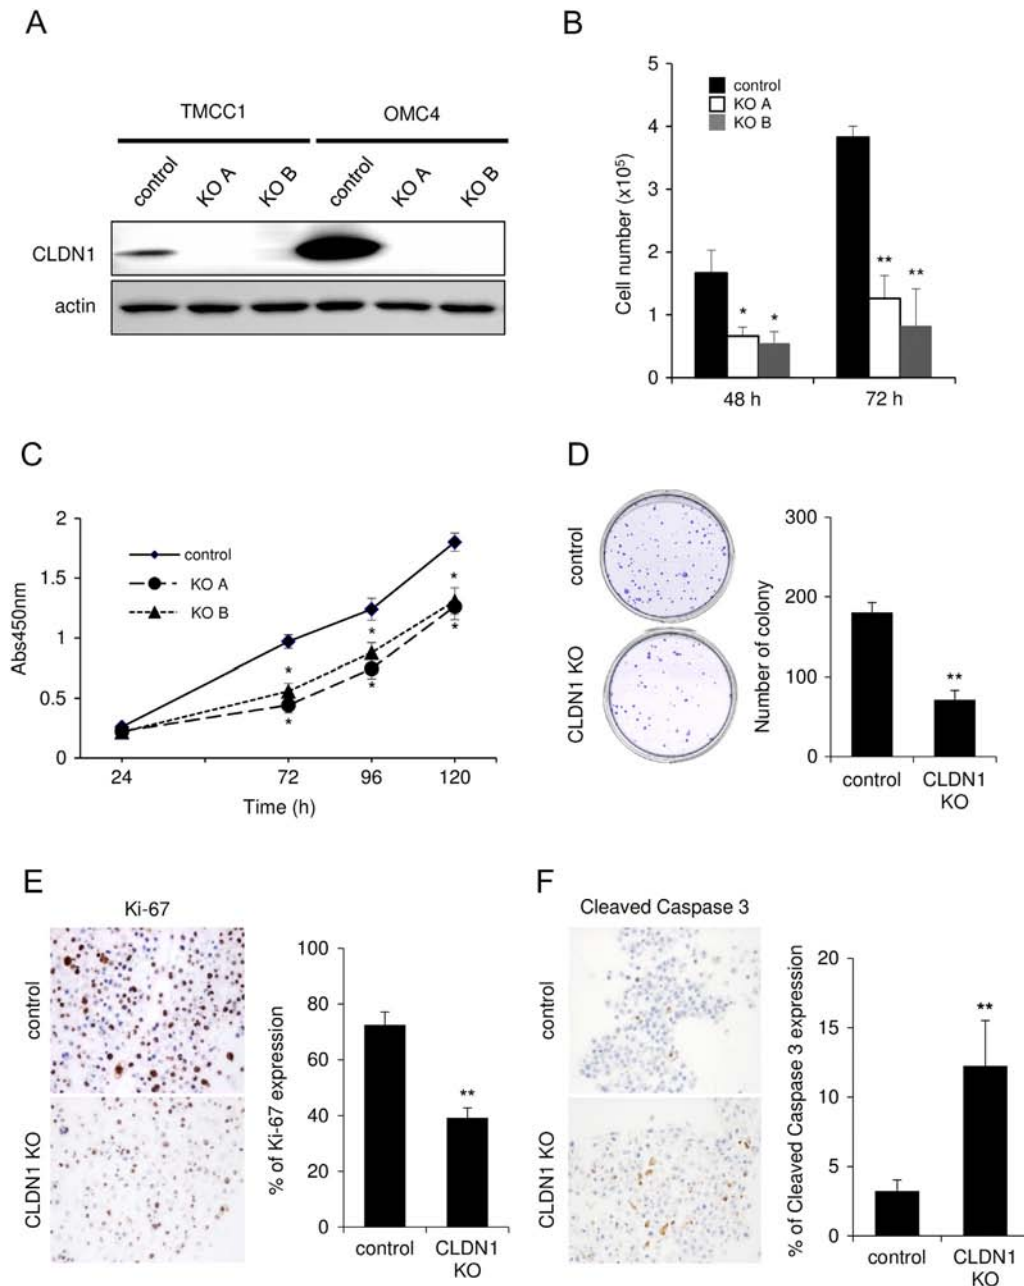 A
TMCC1 OMC4
control KO A KO B control KO A KO B
CLDN1
actin
B
5
4
3
2
1
0
Cell number (x10⁵)
control
KO A
KO B
* *
** **
48 h 72 h
C
2
1.5
1
0.5
0
Abs450nm
control
KO A
KO B
*
*
*
*
*
*
24 72 96 120
Time (h)
D
control
CLDN1 KO
300
200
100
0
Number of colony
**
control CLDN1
KO
E
Ki-67
control
CLDN1 KO
100
80
60
40
20
0
% of Ki-67 expression
**
control CLDN1
KO
F
Cleaved Caspase 3
control
CLDN1 KO
20
15
10
5
0
% of Cleaved Caspase 3 expression
**
control CLDN1
KO